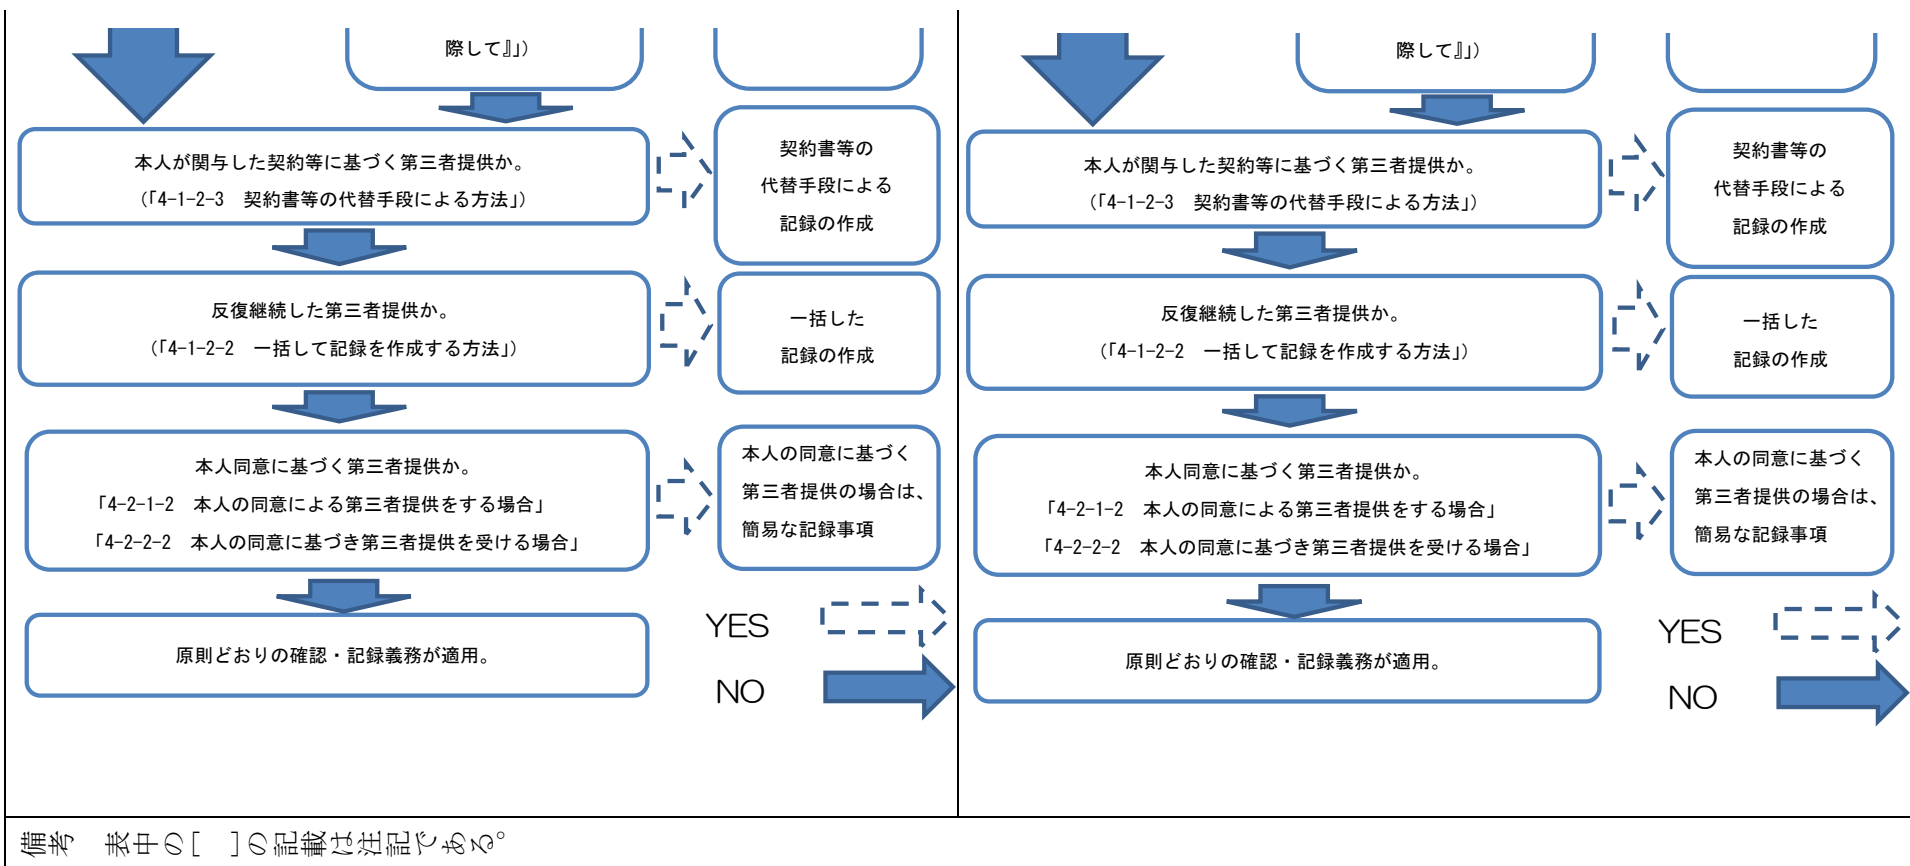 際して』」）
本人が関与した契約等に基づく第三者提供か。
（「4-1-2-3　契約書等の代替手段による方法」）
契約書等の
代替手段による
記録の作成
反復継続した第三者提供か。
（「4-1-2-2　一括して記録を作成する方法」）
一括した
記録の作成
本人同意に基づく第三者提供か。
「4-2-1-2　本人の同意による第三者提供をする場合」
「4-2-2-2　本人の同意に基づき第三者提供を受ける場合」
本人の同意に基づく
第三者提供の場合は、
簡易な記録事項
原則どおりの確認・記録義務が適用。
YES
NO
際して』」）
本人が関与した契約等に基づく第三者提供か。
（「4-1-2-3　契約書等の代替手段による方法」）
契約書等の
代替手段による
記録の作成
反復継続した第三者提供か。
（「4-1-2-2　一括して記録を作成する方法」）
一括した
記録の作成
本人同意に基づく第三者提供か。
「4-2-1-2　本人の同意による第三者提供をする場合」
「4-2-2-2　本人の同意に基づき第三者提供を受ける場合」
本人の同意に基づく
第三者提供の場合は、
簡易な記録事項
原則どおりの確認・記録義務が適用。
YES
NO
備考　表中の［　］の記載は注記である。